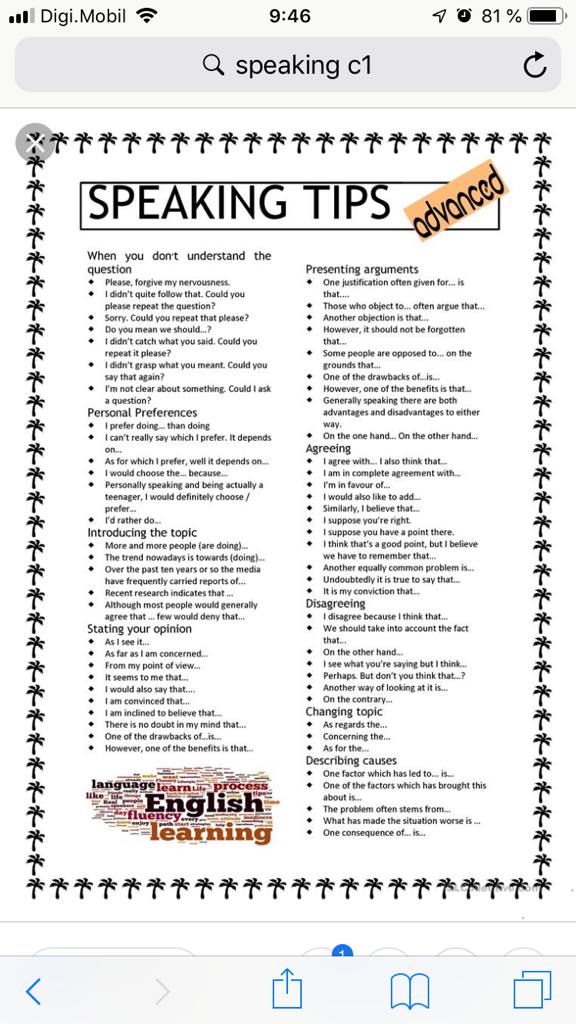 Digi.Mobil
9:46
81 %
speaking c1
SPEAKING TIPS
advanced
When you don't understand the
question
Please, forgive my nervousness.
I didn't quite follow that. Could you
please repeat the question?
Sorry. Could you repeat that please?
Do you mean we should…?
I didn't catch what you said. Could you
repeat it please?
I didn't grasp what you meant. Could you
say that again?
I'm not clear about something. Could I ask
a question?
Personal Preferences
I prefer doing… than doing
I can't really say which I prefer. It depends
on…
As for which I prefer, well it depends on…
I would choose the… because…
Personally speaking and being actually a
teenager, I would definitely choose /
prefer…
I'd rather do…
Introducing the topic
More and more people (are doing)…
The trend nowadays is towards (doing)…
Over the past ten years or so the media
have frequently carried reports of…
Recent research indicates that …
Although most people would generally
agree that … few would deny that…
Stating your opinion
As I see it…
As far as I am concerned…
From my point of view…
It seems to me that…
I would also say that….
I am convinced that…
I am inclined to believe that…
There is no doubt in my mind that…
One of the drawbacks of…is…
However, one of the benefits is that…
language learn Life process
like
English
fluency
learning
Presenting arguments
One justification often given for… is
that….
Those who object to… often argue that…
Another objection is that…
However, it should not be forgotten
that…
Some people are opposed to… on the
grounds that…
One of the drawbacks of…is…
However, one of the benefits is that…
Generally speaking there are both
advantages and disadvantages to either
way.
On the one hand… On the other hand…
Agreeing
I agree with… I also think that…
I am in complete agreement with…
I'm in favour of…
I would also like to add…
Similarly, I believe that…
I suppose you're right.
I suppose you have a point there.
I think that's a good point, but I believe
we have to remember that…
Another equally common problem is…
Undoubtedly it is true to say that…
It is my conviction that…
Disagreeing
I disagree because I think that…
We should take into account the fact
that…
On the other hand…
I see what you're saying but I think…
Perhaps. But don't you think that…?
Another way of looking at it is…
On the contrary…
Changing topic
As regards the…
Concerning the…
As for the…
Describing causes
One factor which has led to… is…
One of the factors which has brought this
about is…
The problem often stems from…
What has made the situation worse is …
One consequence of… is…
1